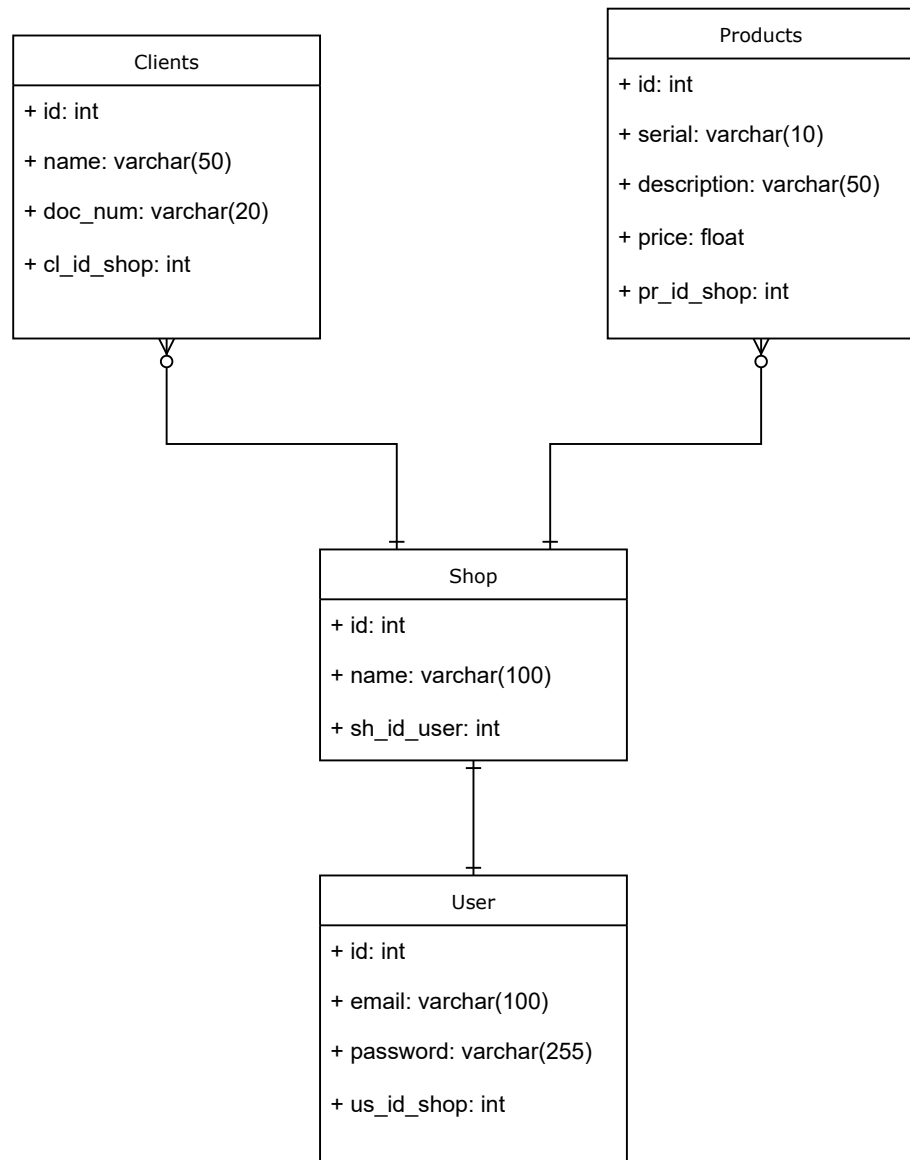 Clients
+ id: int
+ name: varchar(50)
+ doc_num: varchar(20)
+ cl_id_shop: int
Products
+ id: int
+ serial: varchar(10)
+ description: varchar(50)
+ price: float
+ pr_id_shop: int
Shop
+ id: int
+ name: varchar(100)
+ sh_id_user: int
User
+ id: int
+ email: varchar(100)
+ password: varchar(255)
+ us_id_shop: int